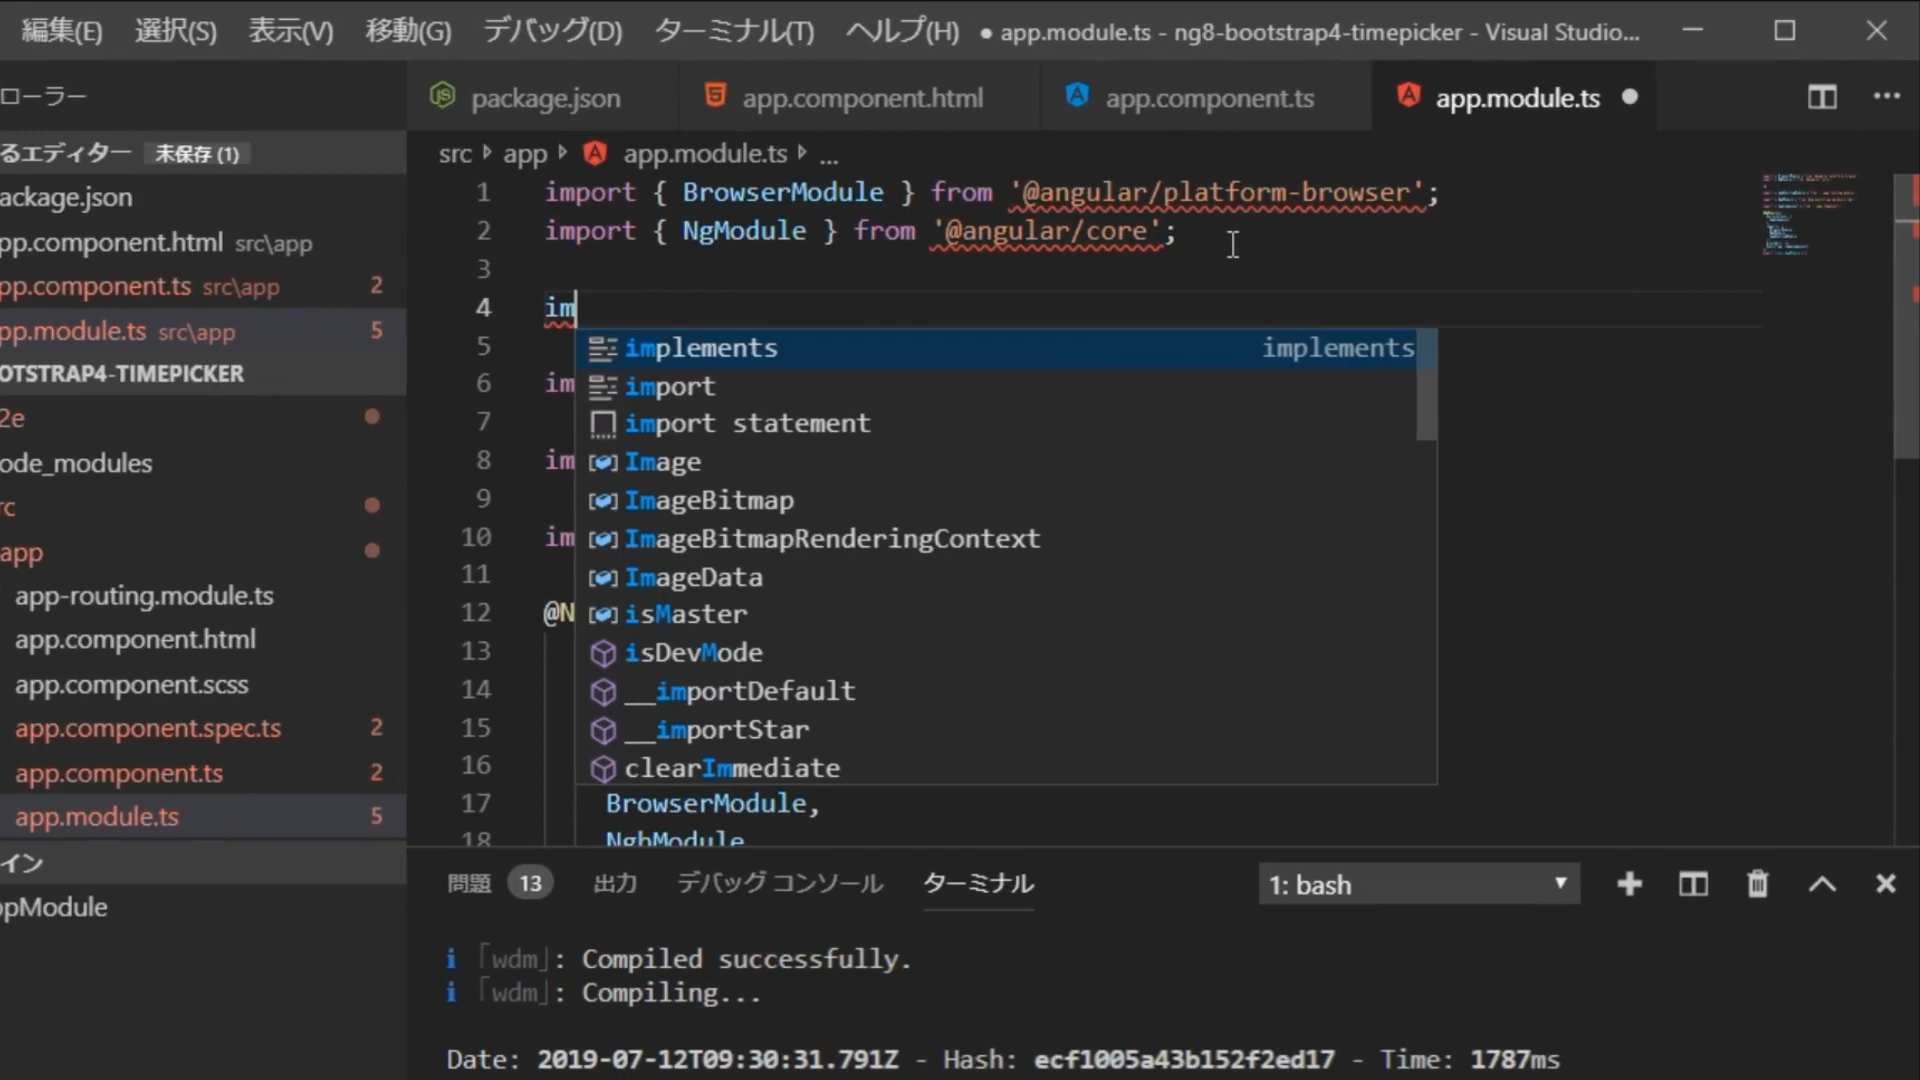 編集(E) 選択(S) 表示(V) 移動(G) デバッグ(D) ターミナル(T) ヘルプ(H) ● app.module.ts - ng8-bootstrap4-timepicker - Visual Studio...
ローラー
package.json app.component.html app.component.ts app.module.ts ●
るエディター 未保存 (1)
ackage.json
pp.component.html src\app
pp.component.ts src\app 2
pp.module.ts src\app 5
OTSTRAP4-TIMEPICKER
2e
ode_modules
rc
app
app-routing.module.ts
app.component.html
app.component.scss
app.component.spec.ts 2
app.component.ts 2
app.module.ts 5
イン
ppModule
src app app.module.ts ...
1 import { BrowserModule } from '@angular/platform-browser';
2 import { NgModule } from '@angular/core';
3
4 im
5 implements implements
6 im import
7 import statement
8 im Image
9 ImageBitmap
10 im ImageBitmapRenderingContext
11 ImageData
12 @N isMaster
13 isDevMode
14 __importDefault
15 __importStar
16 clearImmediate
17 BrowserModule,
18 NgbModule
問題 13 出力 デバッグ コンソール ターミナル 1: bash
i 「wdm」: Compiled successfully.
i 「wdm」: Compiling...
Date: 2019-07-12T09:30:31.791Z - Hash: ecf1005a43b152f2ed17 - Time: 1787ms